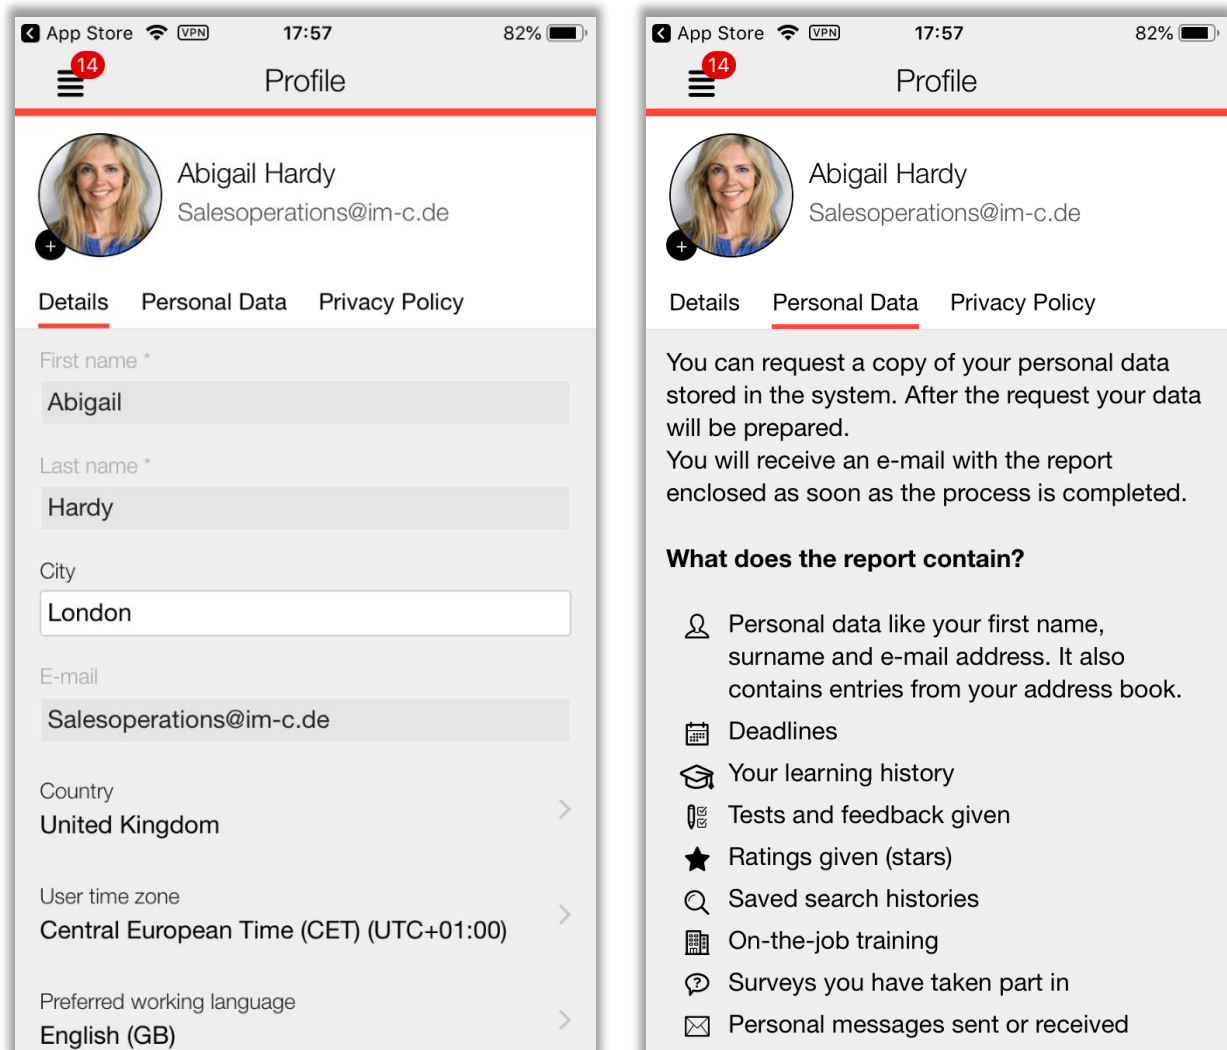 App Store VPN 17:57 82%
14
Profile
Abigail Hardy
Salesoperations@im-c.de
Details Personal Data Privacy Policy
First name *
Abigail
Last name *
Hardy
City
London
E-mail
Salesoperations@im-c.de
Country
United Kingdom
User time zone
Central European Time (CET) (UTC+01:00)
Preferred working language
English (GB)
App Store VPN 17:57 82%
14
Profile
Abigail Hardy
Salesoperations@im-c.de
Details Personal Data Privacy Policy
You can request a copy of your personal data
stored in the system. After the request your data
will be prepared.
You will receive an e-mail with the report
enclosed as soon as the process is completed.
What does the report contain?
Personal data like your first name,
surname and e-mail address. It also
contains entries from your address book.
Deadlines
Your learning history
Tests and feedback given
Ratings given (stars)
Saved search histories
On-the-job training
Surveys you have taken part in
Personal messages sent or received